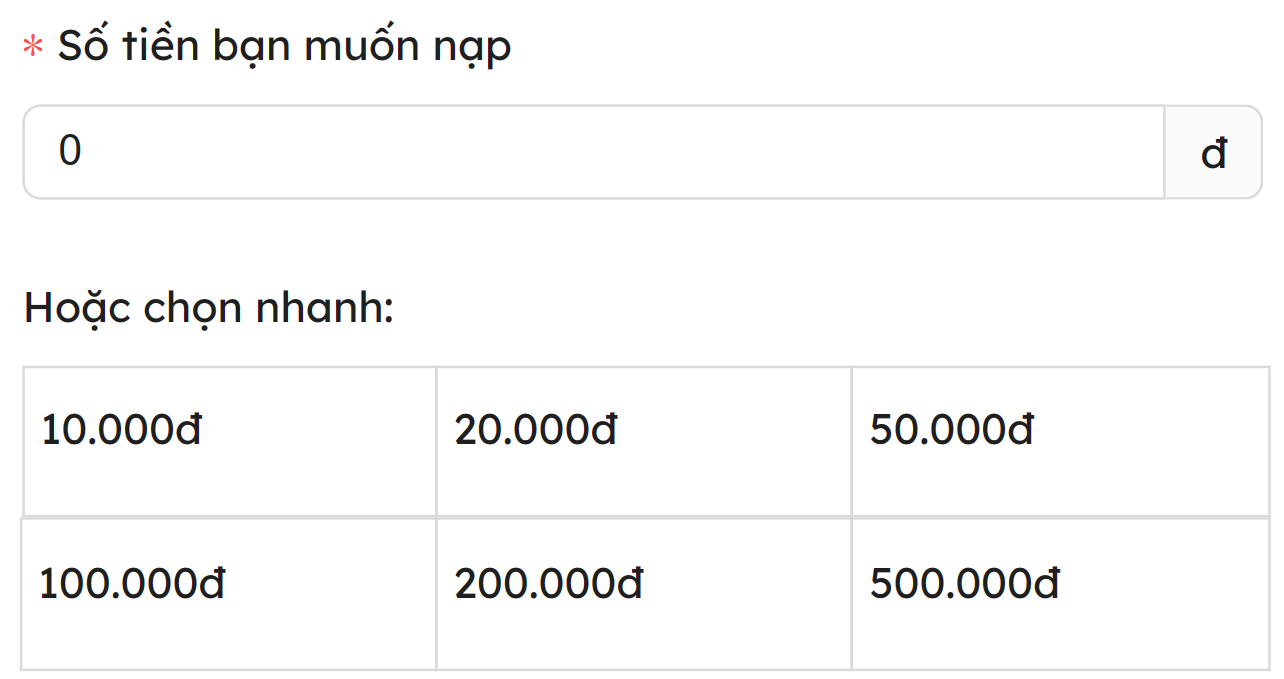 * Số tiền bạn muốn nạp
0 đ
Hoặc chọn nhanh:
10.000đ 20.000đ 50.000đ
100.000đ 200.000đ 500.000đ